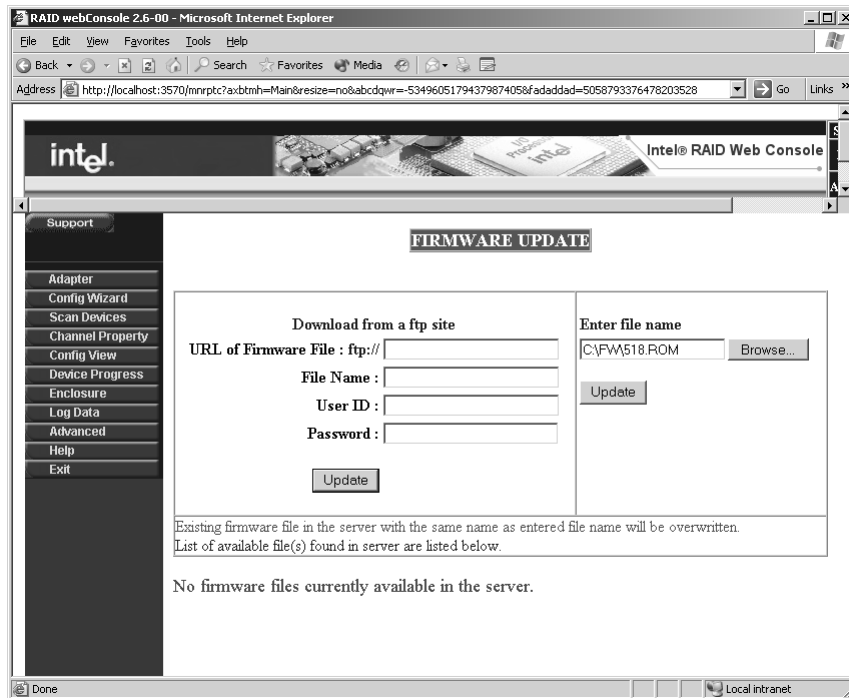 RAID webConsole 2.6-00 - Microsoft Internet Explorer
File Edit View Favorites Tools Help
Back Search Favorites Media
Address http://localhost:3570/mnrptc?axbtmh=Main&resize=no&abcdqwr=-5349605179437987405&fadaddad=5058793376478203528 Go Links »
intel.
I/O Processor intel
Intel® RAID Web Console
Support
FIRMWARE UPDATE
Adapter
Config Wizard
Scan Devices
Channel Property
Config View
Device Progress
Enclosure
Log Data
Advanced
Help
Exit
Download from a ftp site
URL of Firmware File : ftp://
File Name :
User ID :
Password :
Update
Enter file name
C:\FW\518.ROM Browse...
Update
Existing firmware file in the server with the same name as entered file name will be overwritten.
List of available file(s) found in server are listed below.
No firmware files currently available in the server.
Done Local intranet